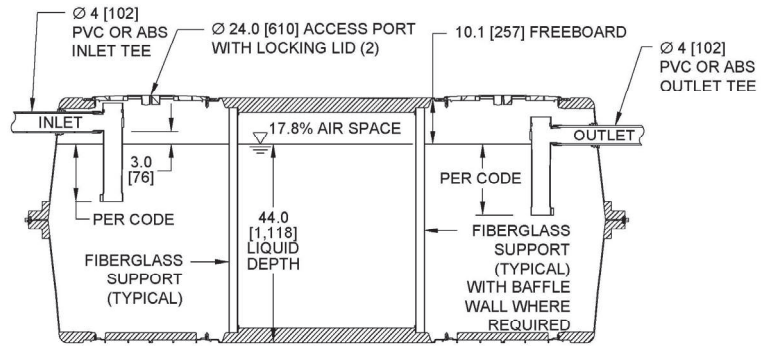 Ø 4 [102]
PVC OR ABS
INLET TEE
Ø 24.0 [610] ACCESS PORT
WITH LOCKING LID (2)
10.1 [257] FREEBOARD
Ø 4 [102]
PVC OR ABS
OUTLET TEE
INLET
17.8% AIR SPACE
OUTLET
3.0
[76]
PER CODE
PER CODE
44.0
[1,118]
LIQUID
DEPTH
FIBERGLASS
SUPPORT
(TYPICAL)
FIBERGLASS
SUPPORT
(TYPICAL)
WITH BAFFLE
WALL WHERE
REQUIRED